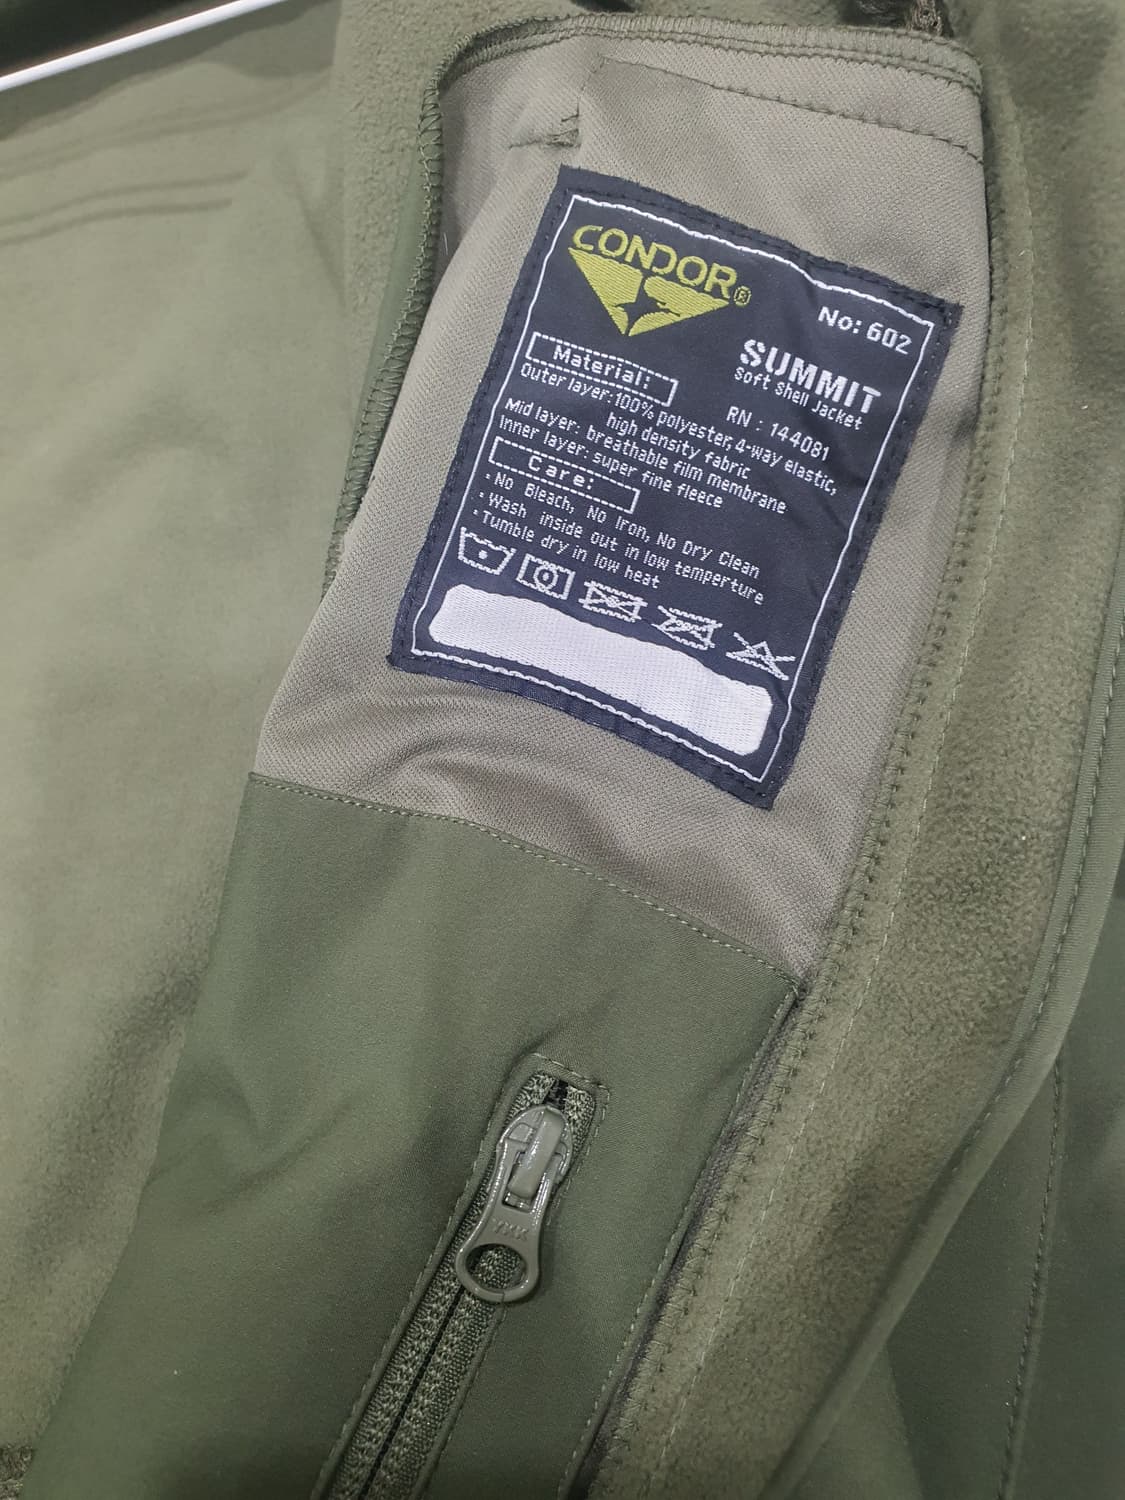 CONDOR®
No: 602
SUMMIT
Soft Shell Jacket
RN : 144081
Material:
Outer layer:100% polyester,4-way elastic,
high density fabric
Mid layer: breathable film membrane
Inner layer: super fine fleece
Care:
·No Bleach, No Iron, No Dry Clean
·Wash inside out in low temperture
·Tumble dry in low heat